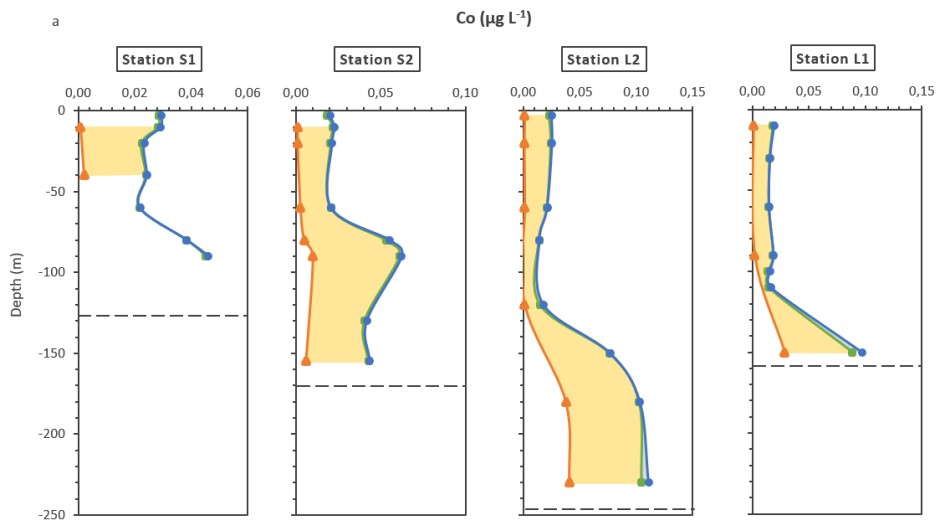 a
Co (µg L⁻¹)
Station S1
Station S2
Station L2
Station L1
0,00 0,02 0,04 0,06
0,00 0,05 0,10
0,00 0,05 0,10 0,15
0,00 0,05 0,10 0,15
0
-50
-100
-150
-200
-250
Depth (m)